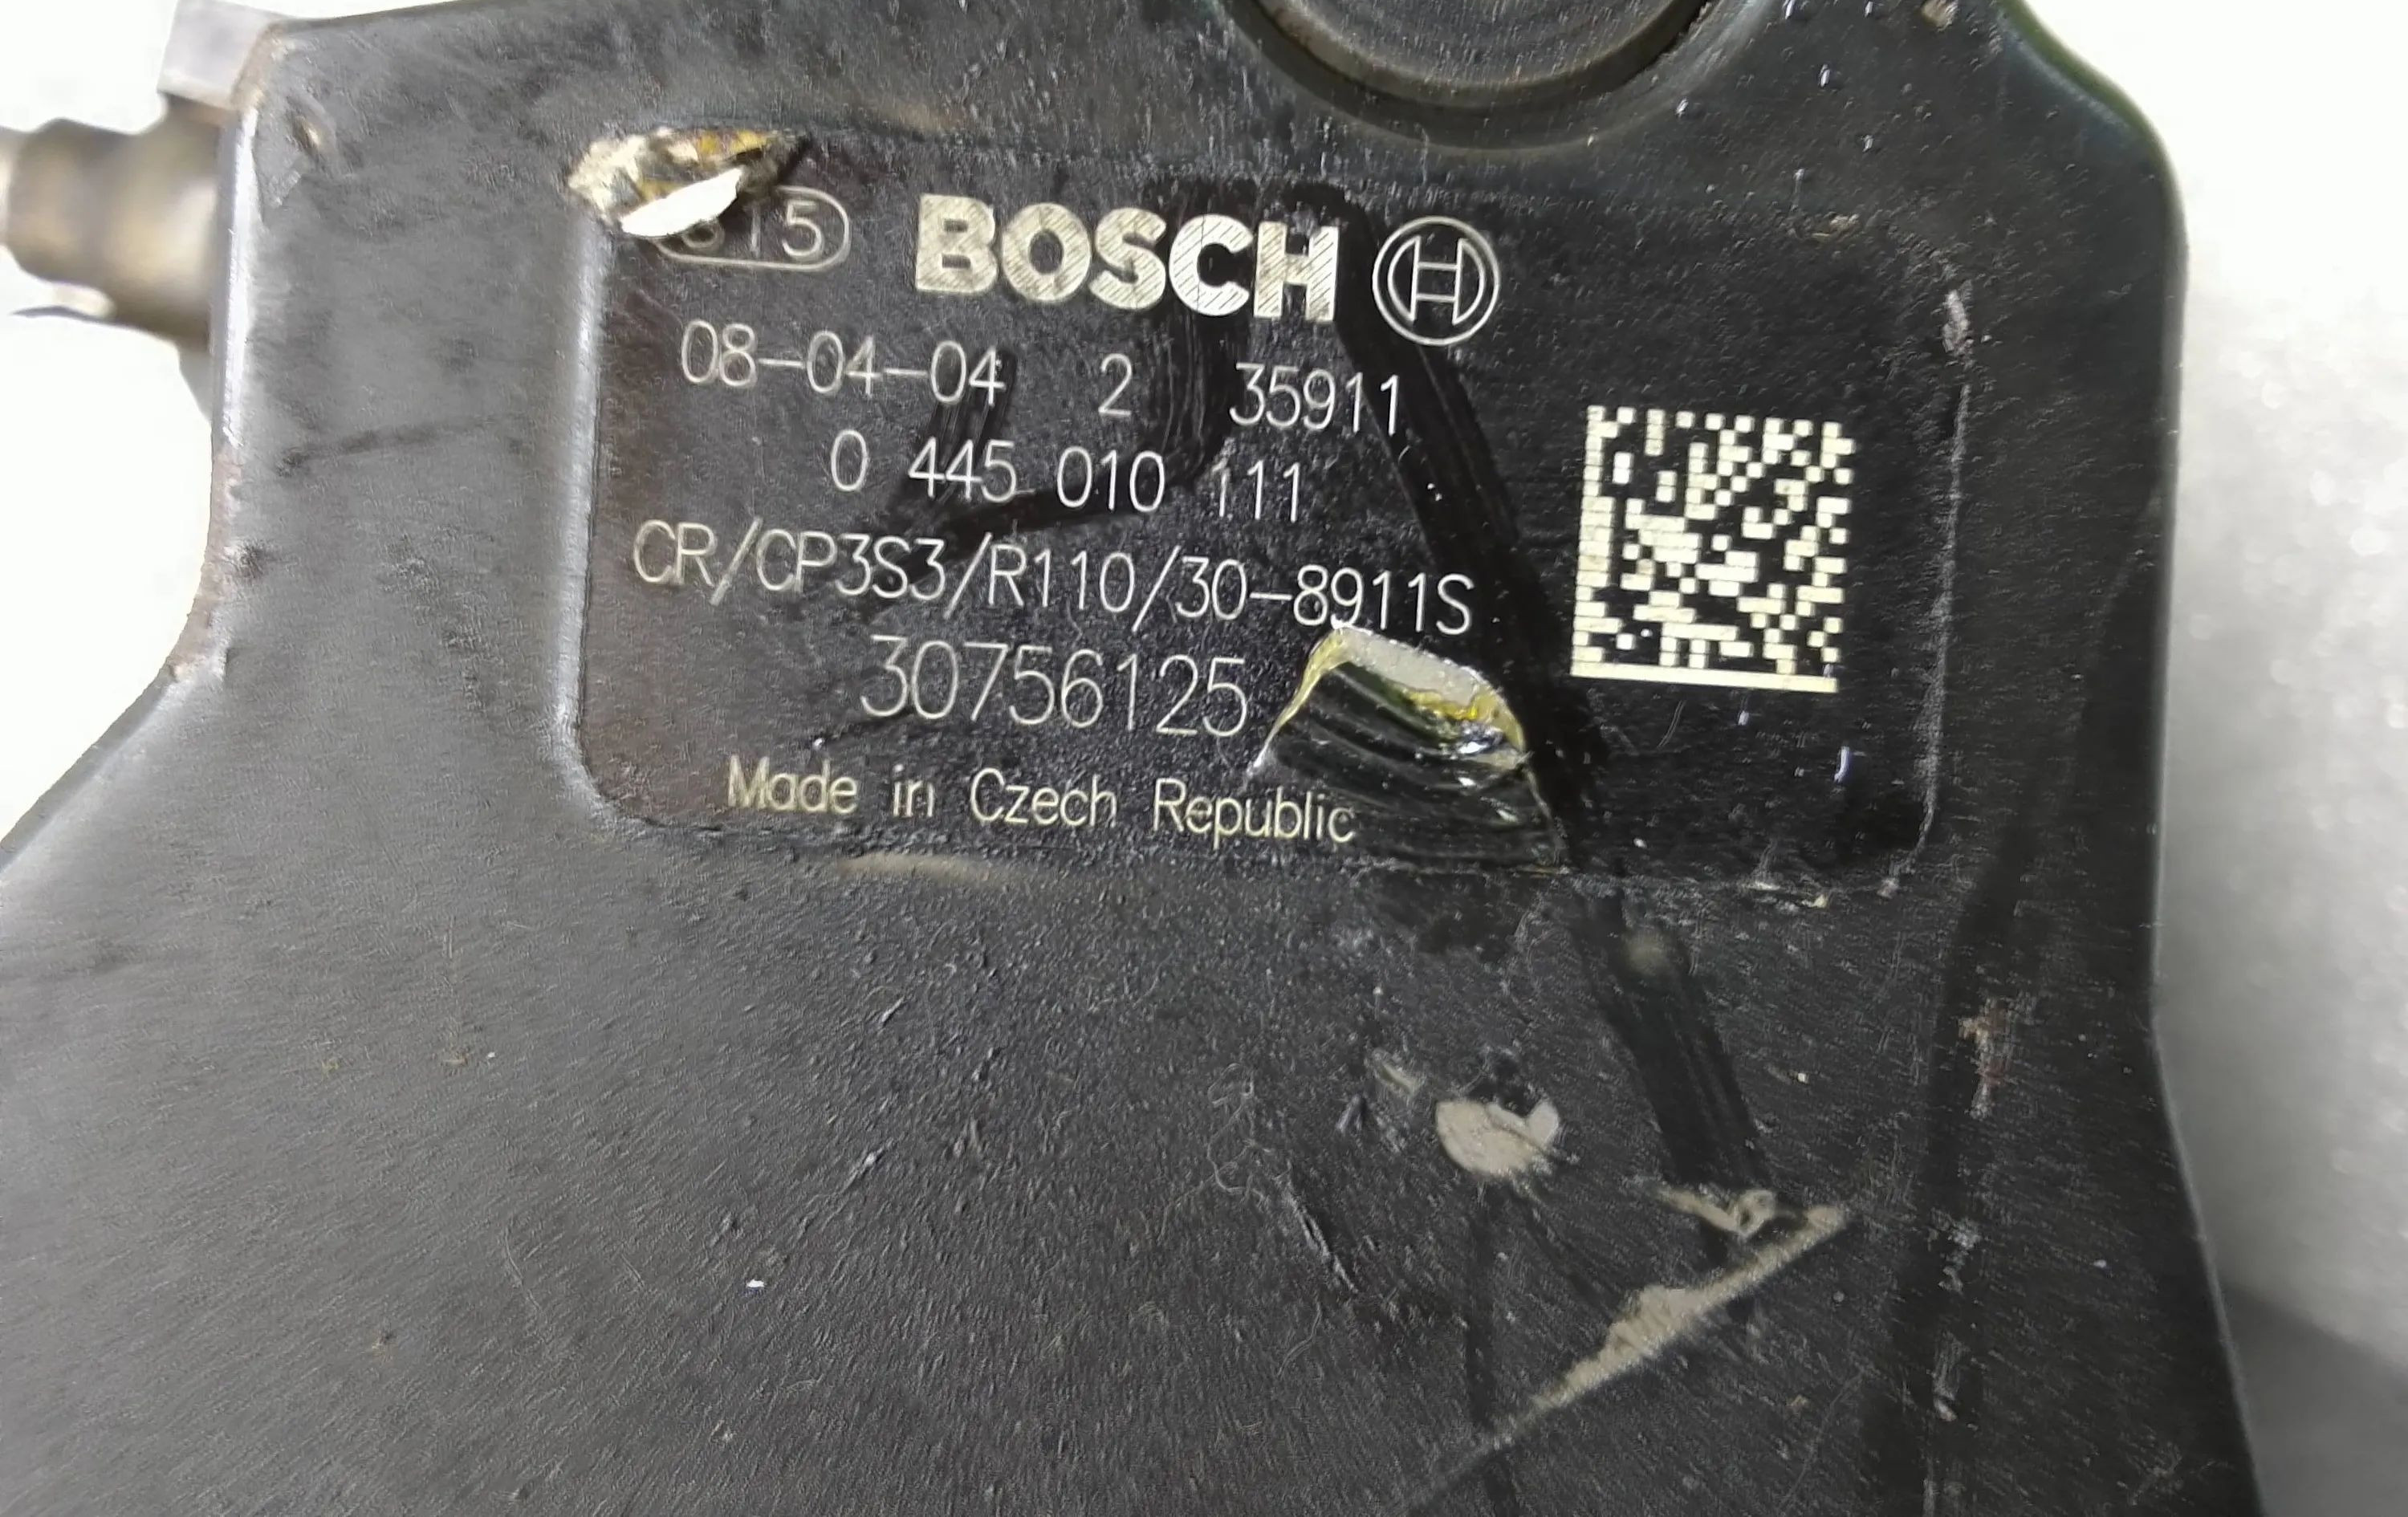 BOSCH
08-04-04 2 35911
0 445 010 111
CR/CP3S3/R110/30-8911S
30756125
Made in Czech Republic